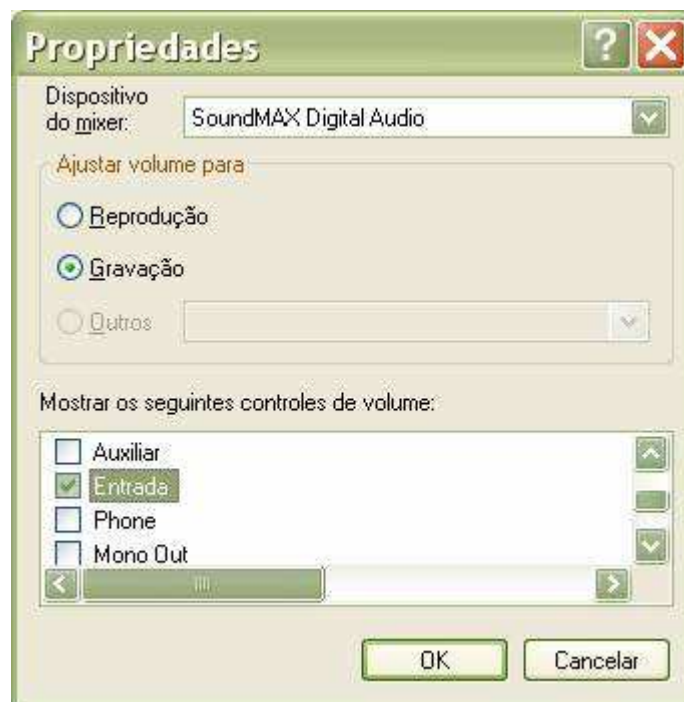 Propriedades
Dispositivo
do mixer:
SoundMAX Digital Audio
Ajustar volume para
Reprodução
Gravação
Outros
Mostrar os seguintes controles de volume:
Auxiliar
Entrada
Phone
Mono Out
OK Cancelar